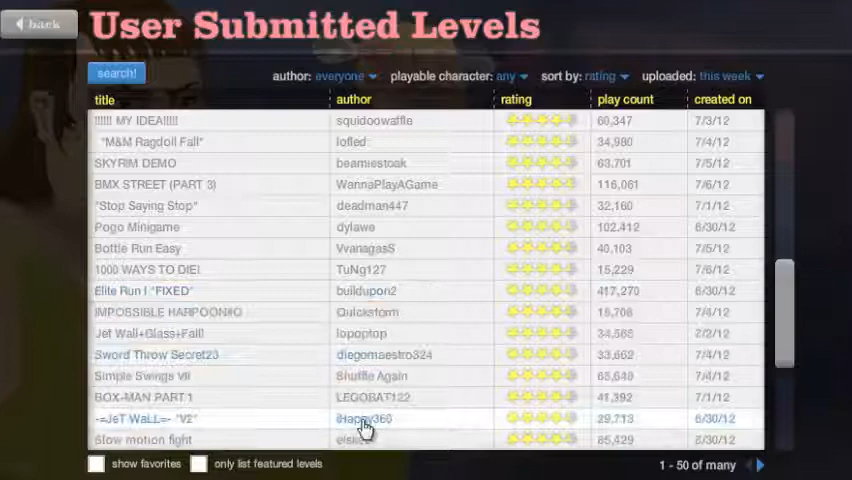 back
User Submitted Levels
search!
author: everyone playable character: any sort by: rating uploaded: this week
title author rating play count created on
!!!!!! MY IDEA!!!!! squidoowaffle 60,347 7/3/12
"M&M Ragdoll Fall" loffed 34,980 7/4/12
SKYRIM DEMO beamiestoak 63,701 7/5/12
BMX STREET (PART 3) WannaPlayAGame 116,061 7/6/12
"Stop Saying Stop" deadman447 32,160 7/1/12
Pogo Minigame dylawe 102,412 6/30/12
Bottle Run Easy VvanagasS 40,103 7/5/12
1000 WAYS TO DIE! TuNg127 15,229 7/6/12
Elite Run I "FIXED" buildupon2 417,270 6/30/12
Quickstorm 7/4/12
Jet Wall+Glass+Fall! lopoptop 34,565 7/2/12
Sword Throw Secret23 diegomaestro324 33,662 7/4/12
Simple Swings VII Shuffle Again 65,648 7/4/12
BOX-MAN PART 1 LEGOBAT122 41,392 7/1/12
-=JeT WaLL=- "V2" iHappy365 29,713 6/30/12
Slow motion fight 85,429 6/30/12
show favorites only list featured levels 1 - 50 of many